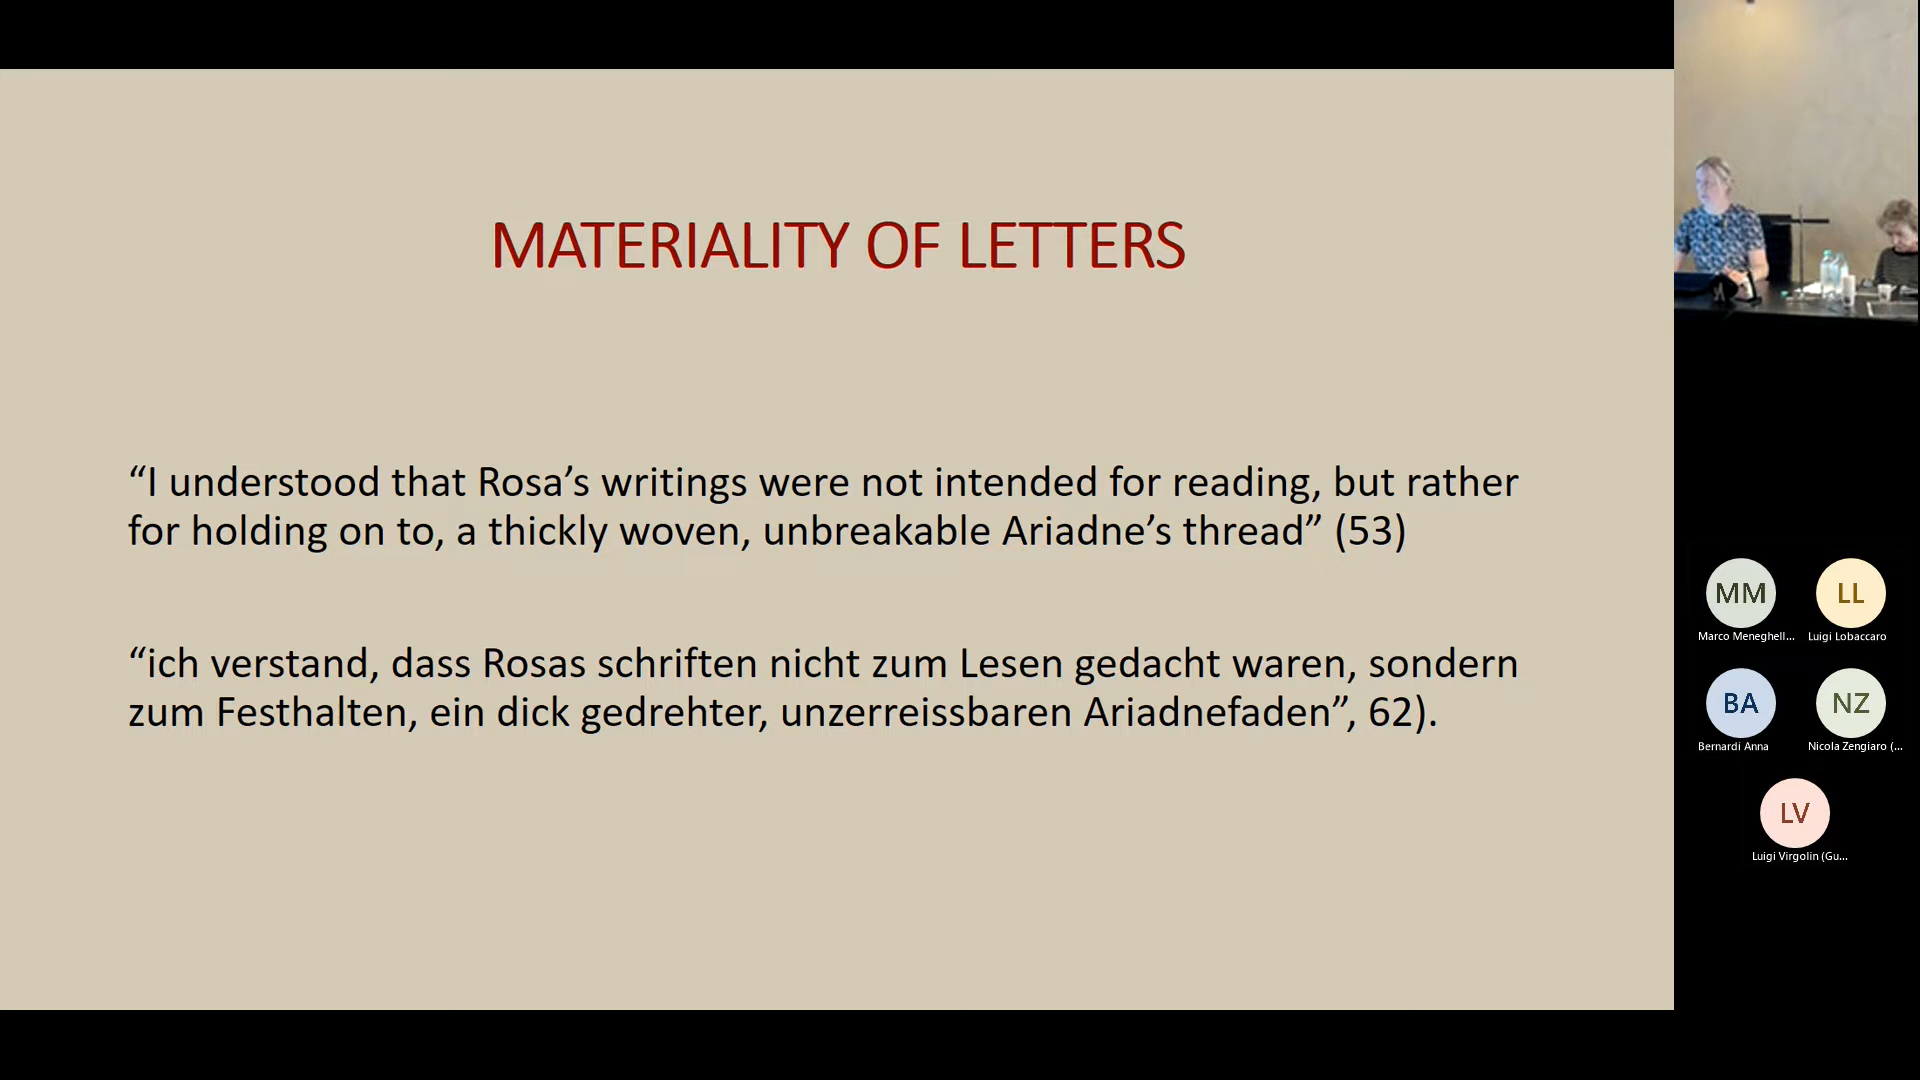 MATERIALITY OF LETTERS
“I understood that Rosa’s writings were not intended for reading, but rather
for holding on to, a thickly woven, unbreakable Ariadne’s thread” (53)
“ich verstand, dass Rosas schriften nicht zum Lesen gedacht waren, sondern
zum Festhalten, ein dick gedrehter, unzerreissbaren Ariadnefaden”, 62).
MM
LL
Marco Meneghell...
Luigi Lobaccaro
BA
NZ
Bernardi Anna
Nicola Zengiaro (...
LV
Luigi Virgolin (Gu...